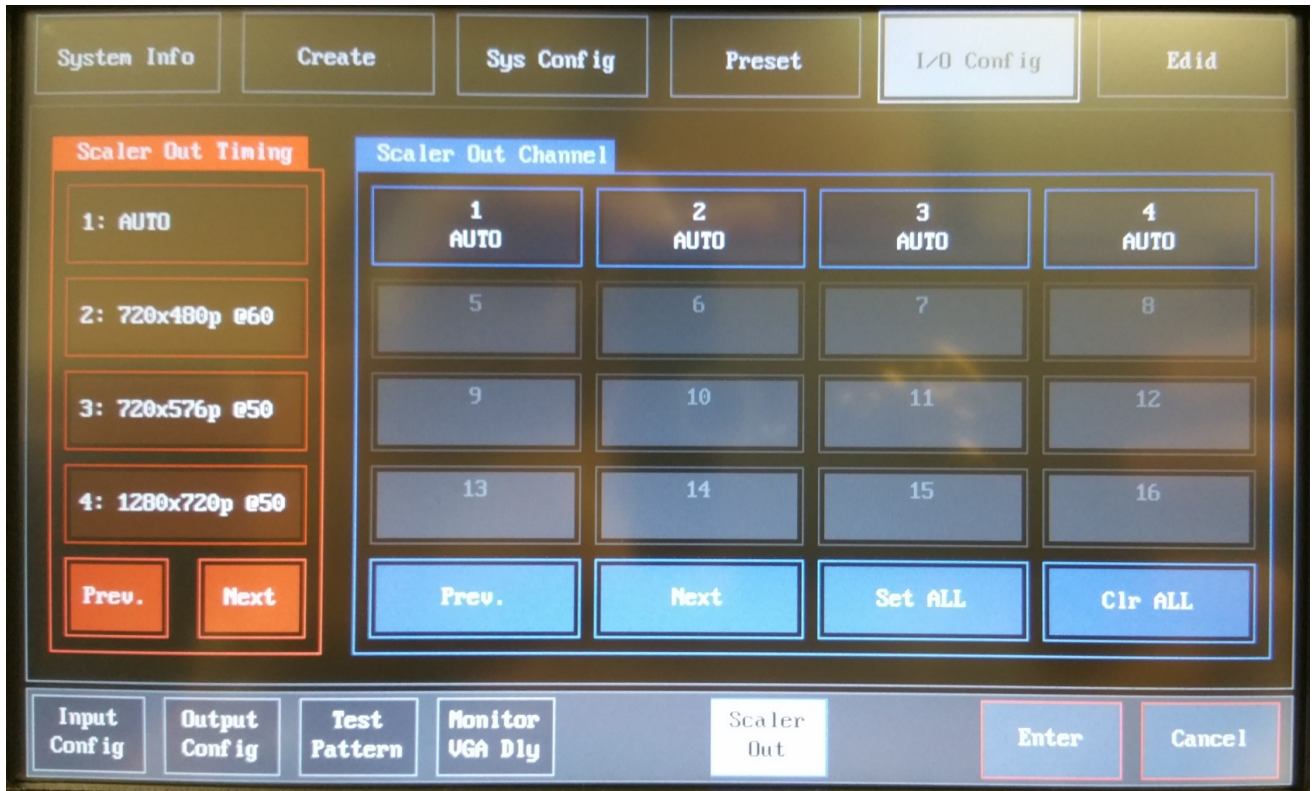 System Info
Create
Sys Config
Preset
I/O Config
Edid
Scaler Out Timing
1: AUTO
2: 720x480p @60
3: 720x576p @50
4: 1280x720p @50
Prev.
Next
Scaler Out Channel
1
AUTO
2
AUTO
3
AUTO
4
AUTO
5
6
7
8
9
10
11
12
13
14
15
16
Prev.
Next
Set ALL
Clr ALL
Input
Config
Output
Config
Test
Pattern
Monitor
VGA Dly
Scaler
Out
Enter
Cancel